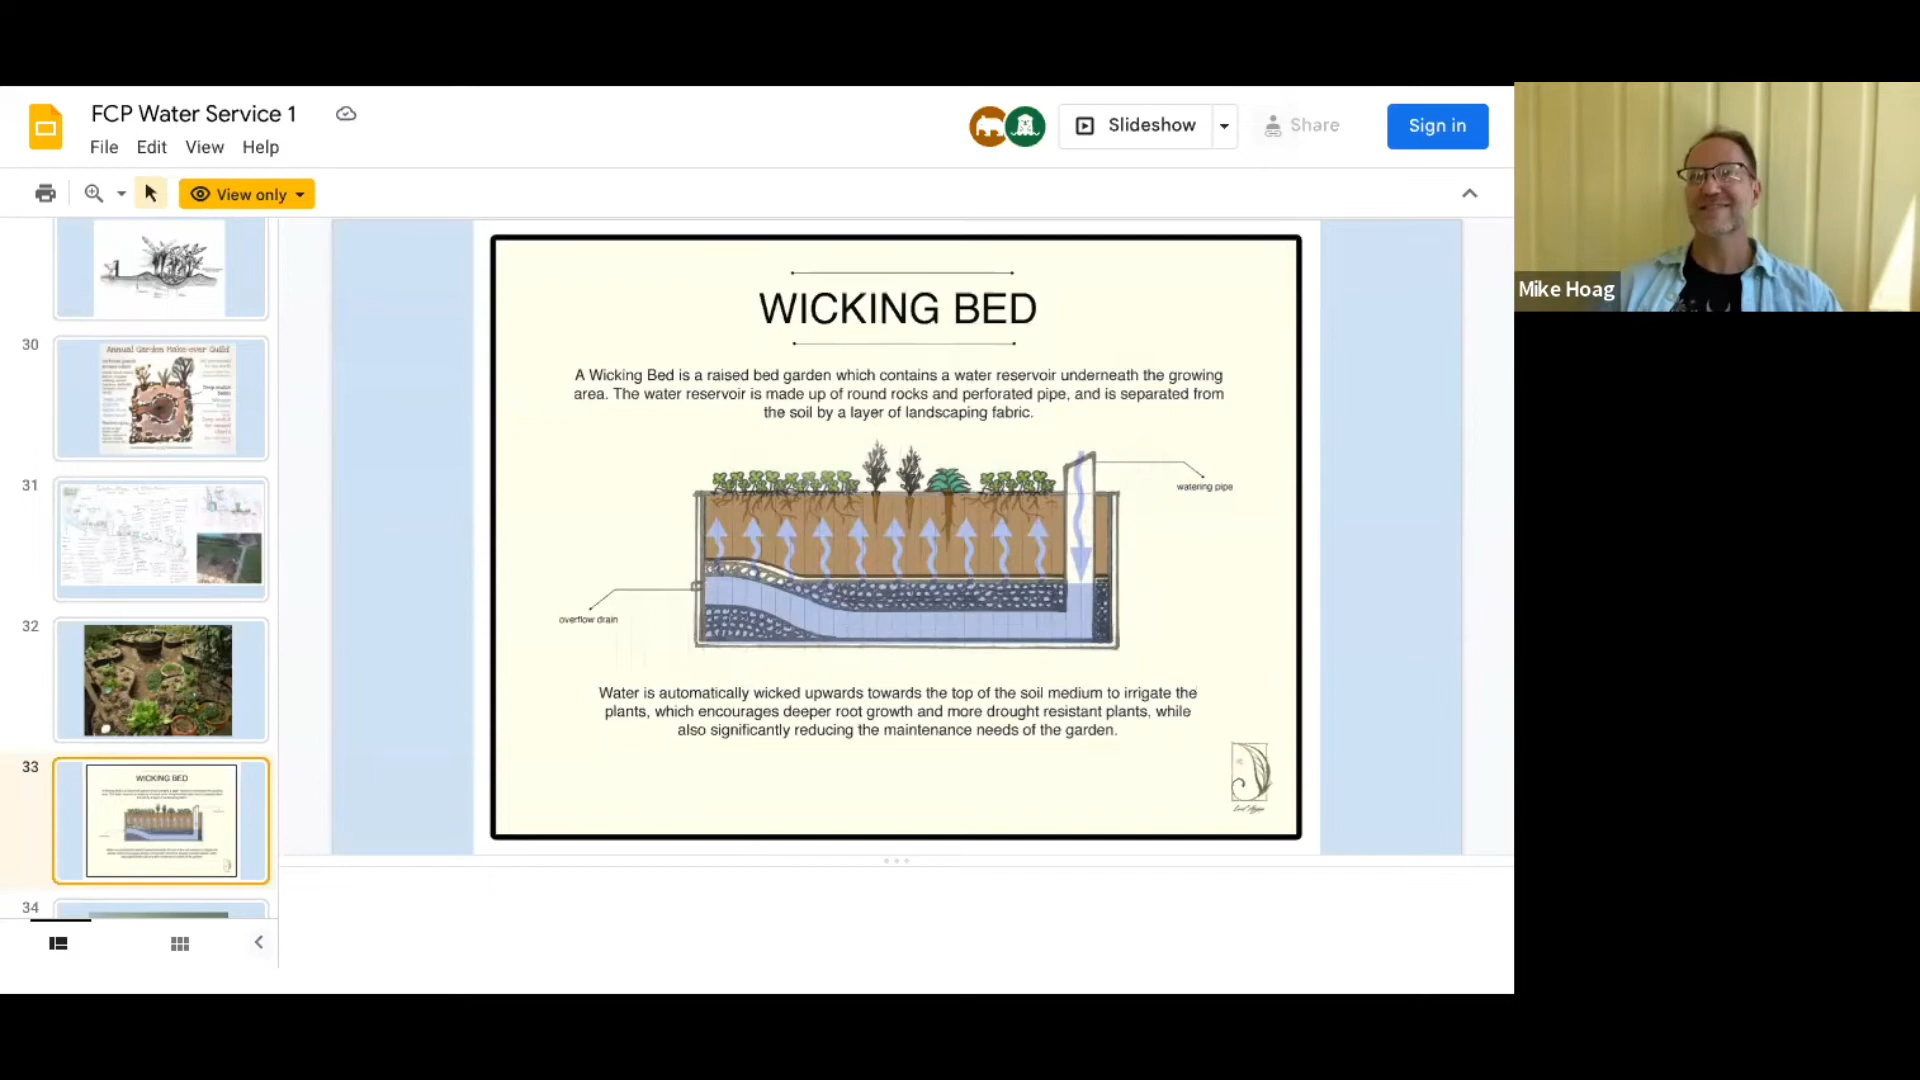 FCP Water Service 1
File Edit View Help
Slideshow
Share
Sign in
View only
30
Annual Garden Make-over Guild
31
32
33
WICKING BED
34
WICKING BED
A Wicking Bed is a raised bed garden which contains a water reservoir underneath the growing
area. The water reservoir is made up of round rocks and perforated pipe, and is separated from
the soil by a layer of landscaping fabric.
watering pipe
overflow drain
Water is automatically wicked upwards towards the top of the soil medium to irrigate the
plants, which encourages deeper root growth and more drought resistant plants, while
also significantly reducing the maintenance needs of the garden.
Mike Hoag